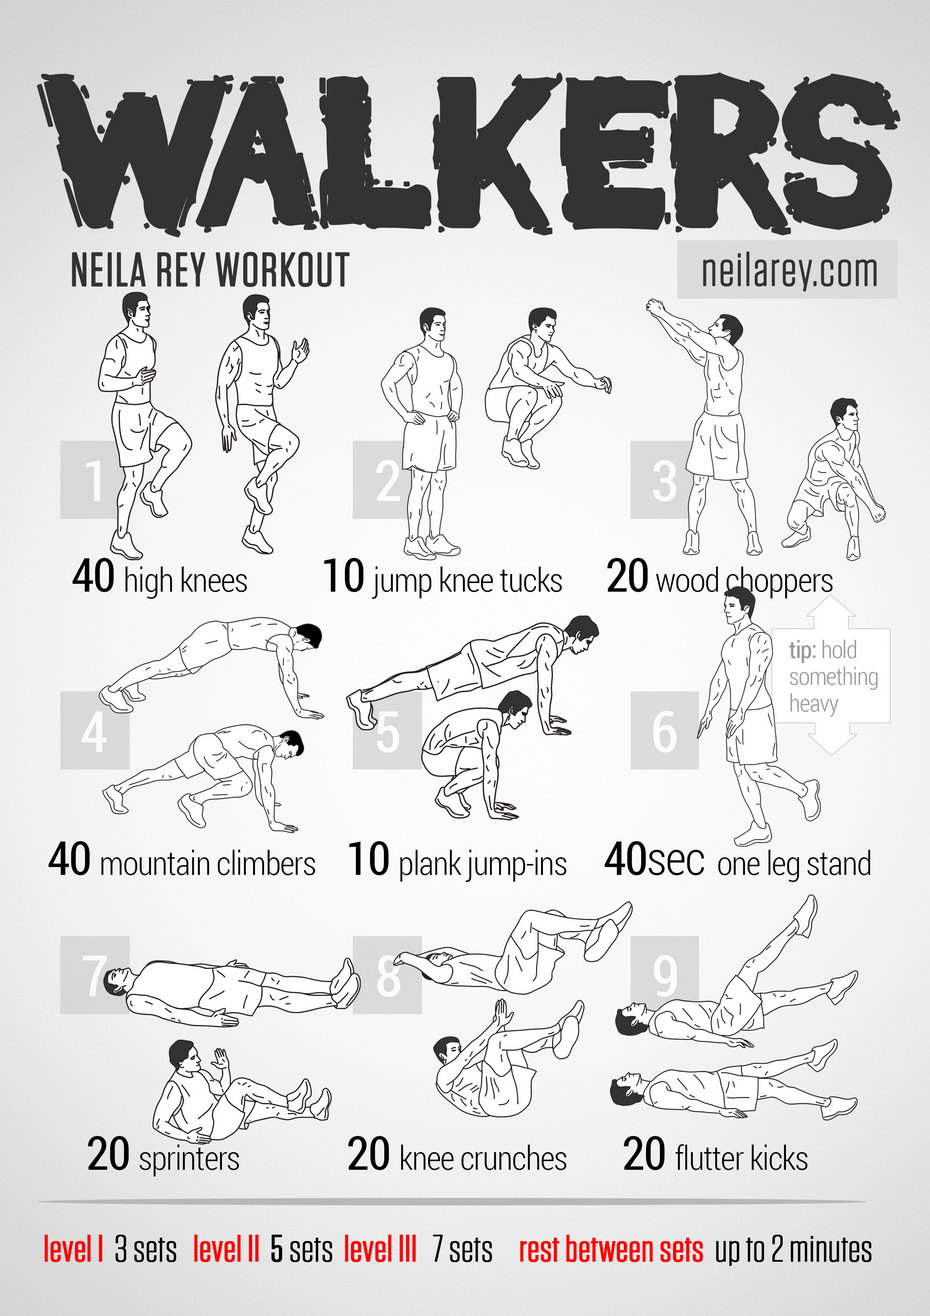 WALKERS
NEILA REY WORKOUT
neilarey.com
1
40 high knees
2
10 jump knee tucks
3
20 wood choppers
4
40 mountain climbers
5
10 plank jump-ins
6
tip: hold
something
heavy
40sec one leg stand
7
20 sprinters
8
20 knee crunches
9
20 flutter kicks
level I 3 sets level II 5 sets level III 7 sets rest between sets up to 2 minutes